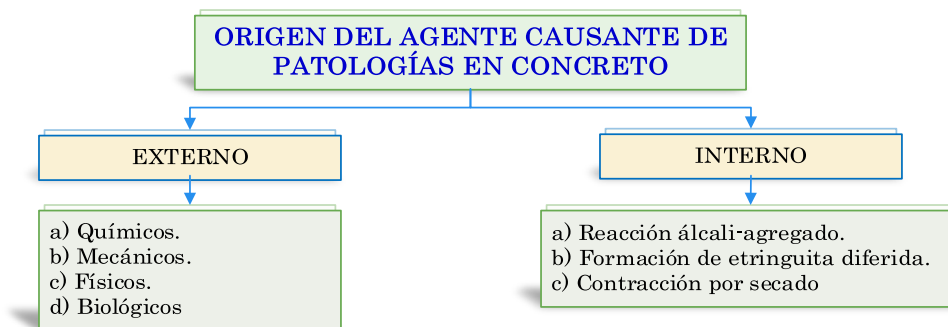 ORIGEN DEL AGENTE CAUSANTE DE
PATOLOGÍAS EN CONCRETO
EXTERNO
INTERNO
a) Químicos.
b) Mecánicos.
c) Físicos.
d) Biológicos
a) Reacción álcali-agregado.
b) Formación de etringuita diferida.
c) Contracción por secado